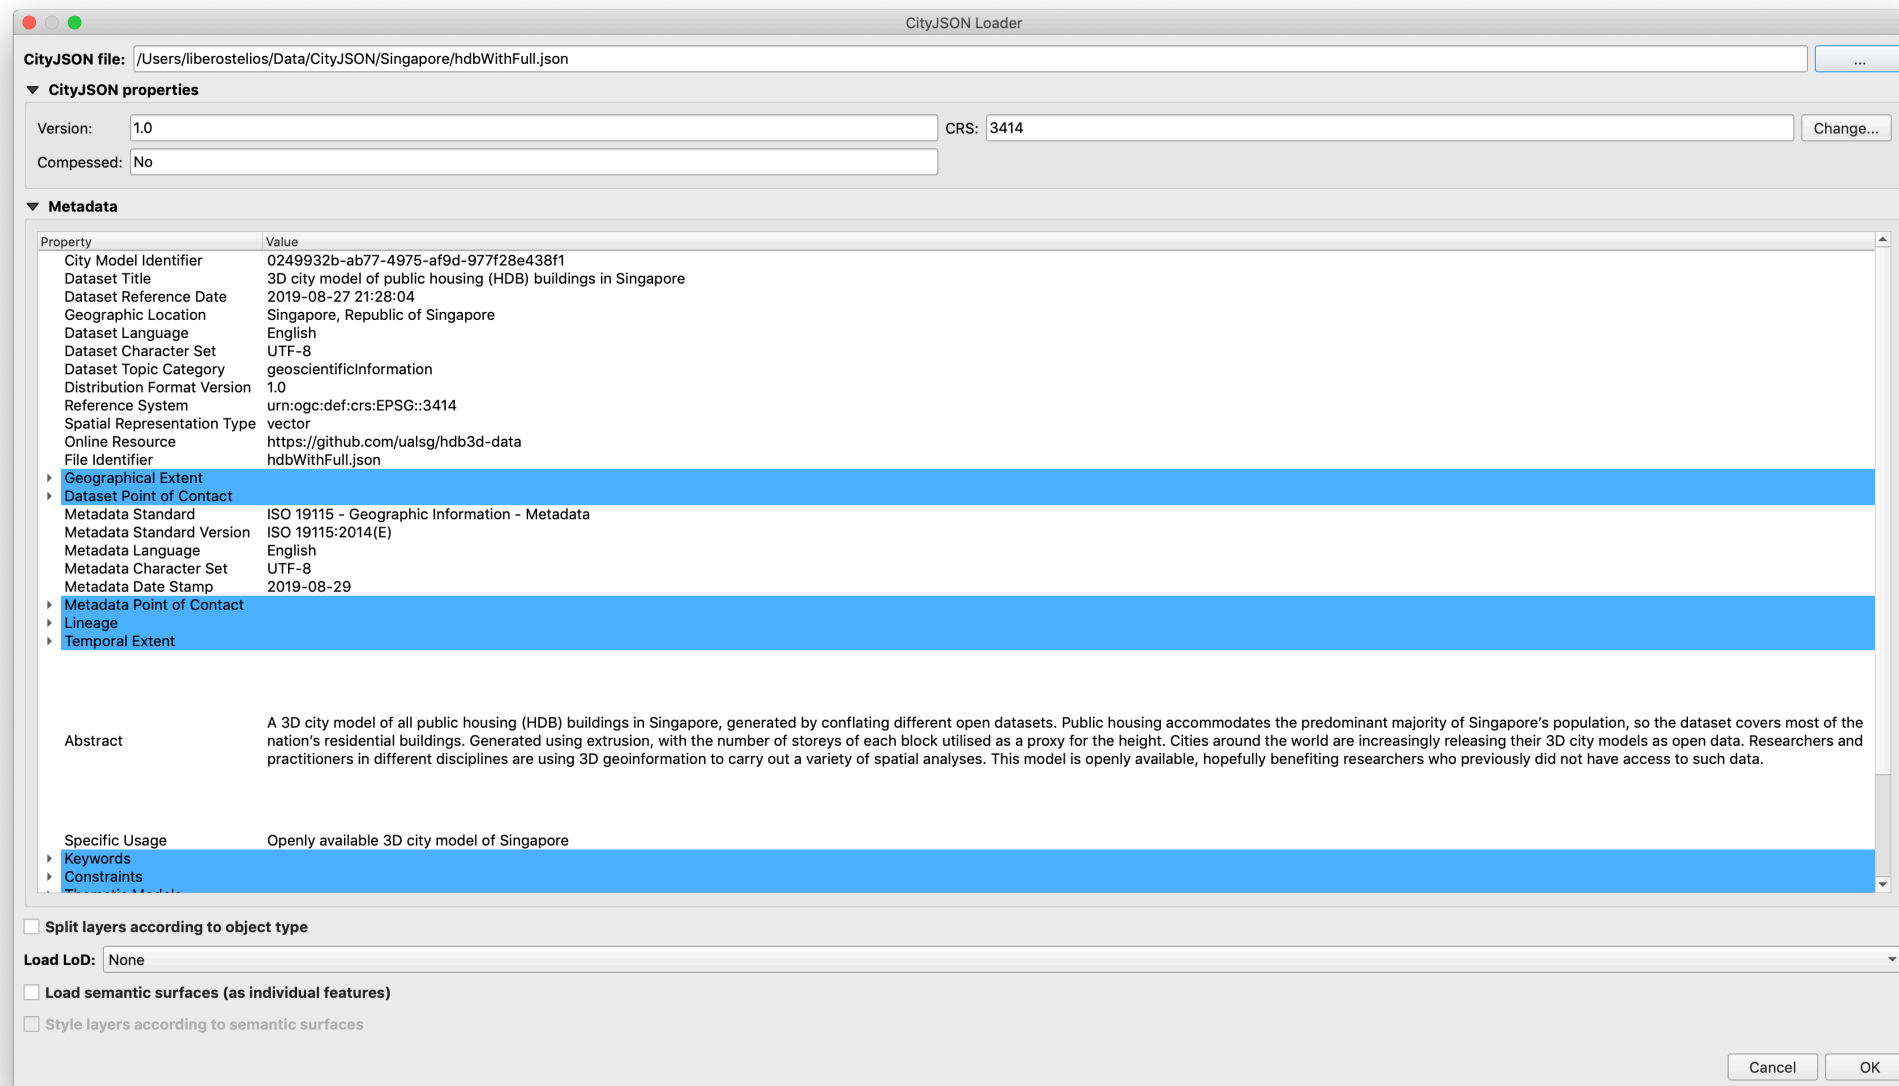 CityJSON Loader
CityJSON file: /Users/liberostelios/Data/CityJSON/Singapore/hdbWithFull.json ...
CityJSON properties
Version: 1.0 CRS: 3414 Change...
Compessed: No
Metadata
Property Value
City Model Identifier 0249932b-ab77-4975-af9d-977f28e438f1
Dataset Title 3D city model of public housing (HDB) buildings in Singapore
Dataset Reference Date 2019-08-27 21:28:04
Geographic Location Singapore, Republic of Singapore
Dataset Language English
Dataset Character Set UTF-8
Dataset Topic Category geoscientificInformation
Distribution Format Version 1.0
Reference System urn:ogc:def:crs:EPSG::3414
Spatial Representation Type vector
Online Resource https://github.com/ualsg/hdb3d-data
File Identifier hdbWithFull.json
Geographical Extent
Dataset Point of Contact
Metadata Standard ISO 19115 - Geographic Information - Metadata
Metadata Standard Version ISO 19115:2014(E)
Metadata Language English
Metadata Character Set UTF-8
Metadata Date Stamp 2019-08-29
Metadata Point of Contact
Lineage
Temporal Extent
A 3D city model of all public housing (HDB) buildings in Singapore, generated by conflating different open datasets. Public housing accommodates the predominant majority of Singapore's population, so the dataset covers most of the
Abstract nation's residential buildings. Generated using extrusion, with the number of storeys of each block utilised as a proxy for the height. Cities around the world are increasingly releasing their 3D city models as open data. Researchers and
practitioners in different disciplines are using 3D geoinformation to carry out a variety of spatial analyses. This model is openly available, hopefully benefiting researchers who previously did not have access to such data.
Specific Usage Openly available 3D city model of Singapore
Keywords
Constraints
Thematic Models
Split layers according to object type
Load LoD: None
Load semantic surfaces (as individual features)
Style layers according to semantic surfaces
Cancel OK